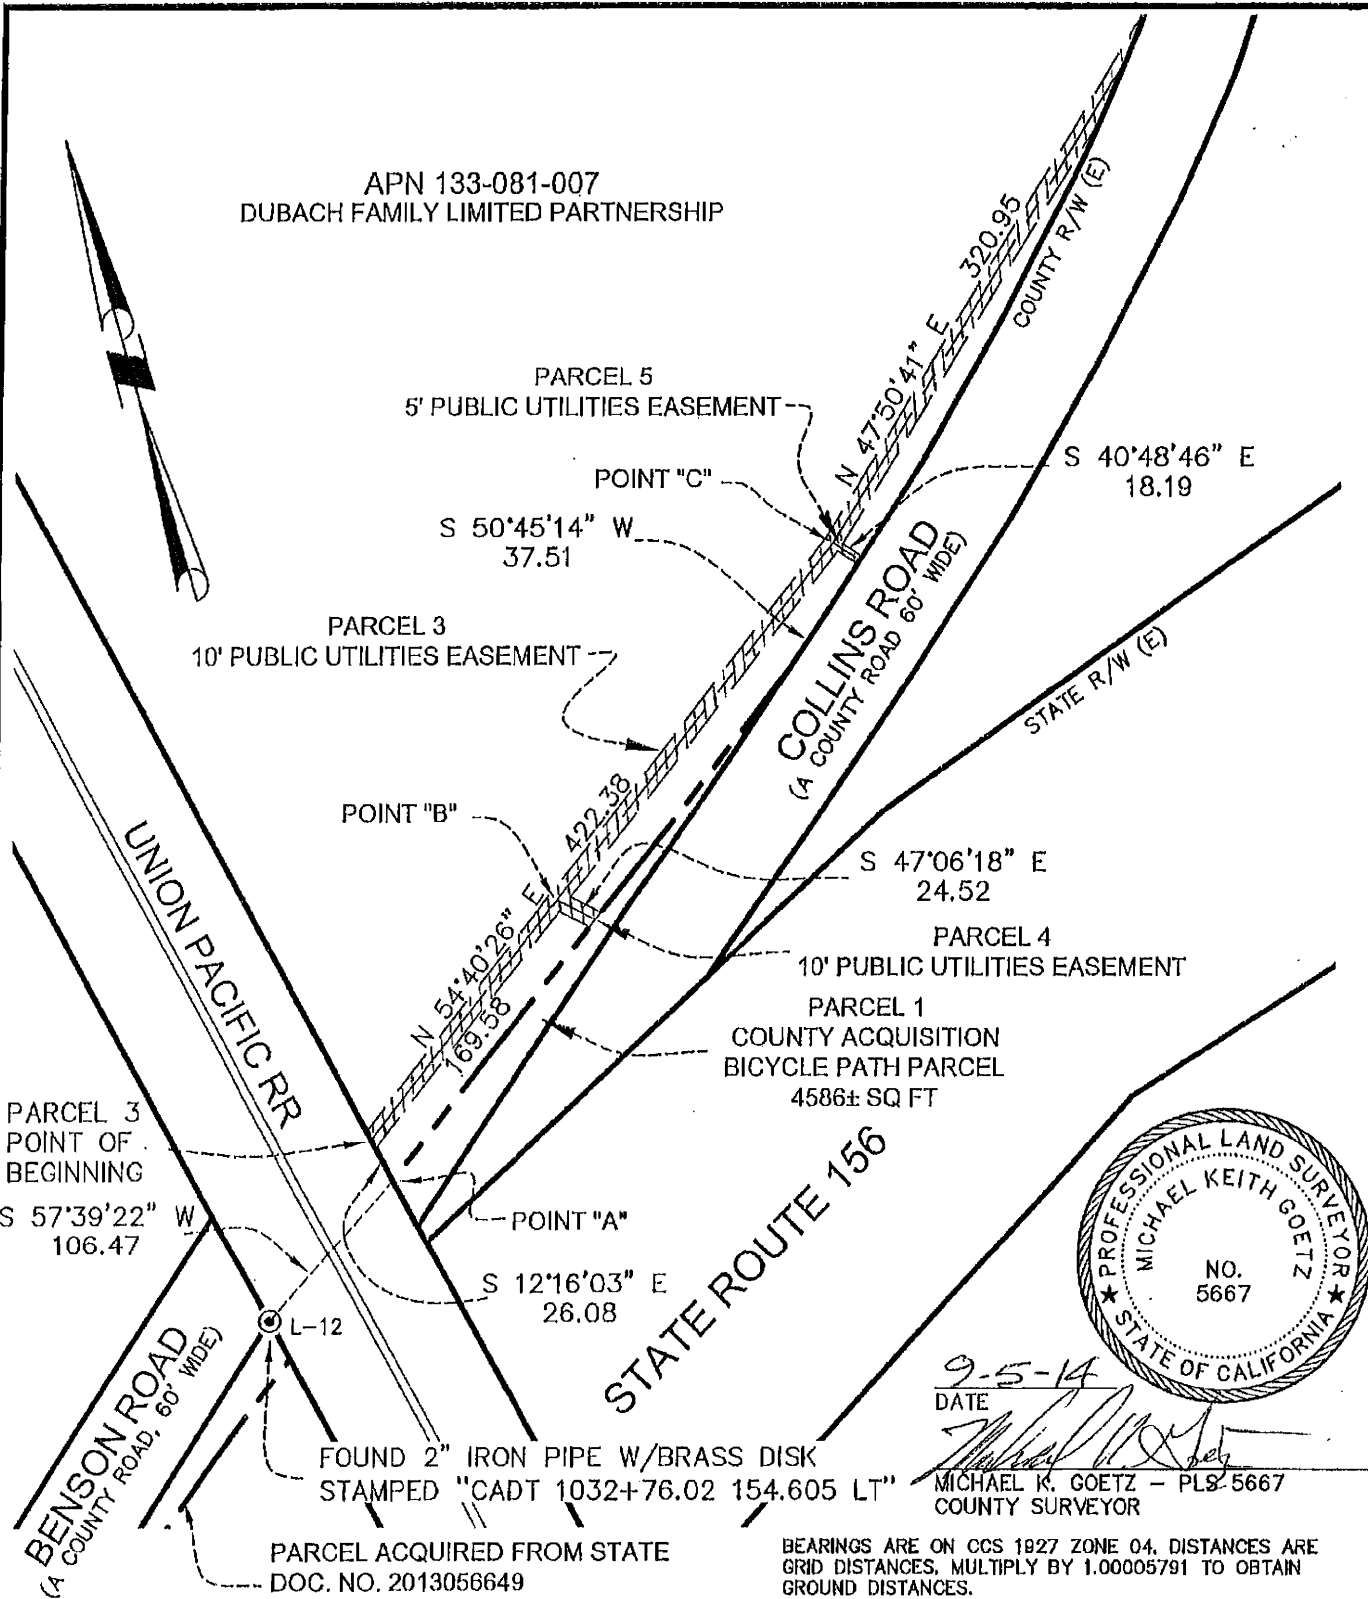 APN 133-081-007
DUBACH FAMILY LIMITED PARTNERSHIP
320.95
COUNTY R/W (E)
N 47°50'41" E
PARCEL 5
5' PUBLIC UTILITIES EASEMENT
POINT "C"
S 40°48'46" E
18.19
S 50°45'14" W
37.51
COLLINS ROAD
(A COUNTY ROAD 60' WIDE)
PARCEL 3
10' PUBLIC UTILITIES EASEMENT
STATE R/W (E)
422.38
POINT "B"
UNION PACIFIC RR
S 47°06'18" E
24.52
N 54°40'26" E
169.58
PARCEL 4
10' PUBLIC UTILITIES EASEMENT
PARCEL 1
COUNTY ACQUISITION
BICYCLE PATH PARCEL
4586± SQ FT
PARCEL 3
POINT OF
BEGINNING
S 57°39'22" W
106.47
POINT "A"
S 12°16'03" E
26.08
STATE ROUTE 156
L-12
BENSON ROAD
(A COUNTY ROAD, 60' WIDE)
FOUND 2" IRON PIPE W/BRASS DISK
STAMPED "CADT 1032+76.02 154.605 LT"
PARCEL ACQUIRED FROM STATE
DOC. NO. 2013056649
PROFESSIONAL LAND SURVEYOR
MICHAEL KEITH GOETZ
NO.
5667
STATE OF CALIFORNIA
9-5-14
DATE
MICHAEL K. GOETZ – PLS 5667
COUNTY SURVEYOR
BEARINGS ARE ON CCS 1927 ZONE 04. DISTANCES ARE
GRID DISTANCES. MULTIPLY BY 1.00005791 TO OBTAIN
GROUND DISTANCES.